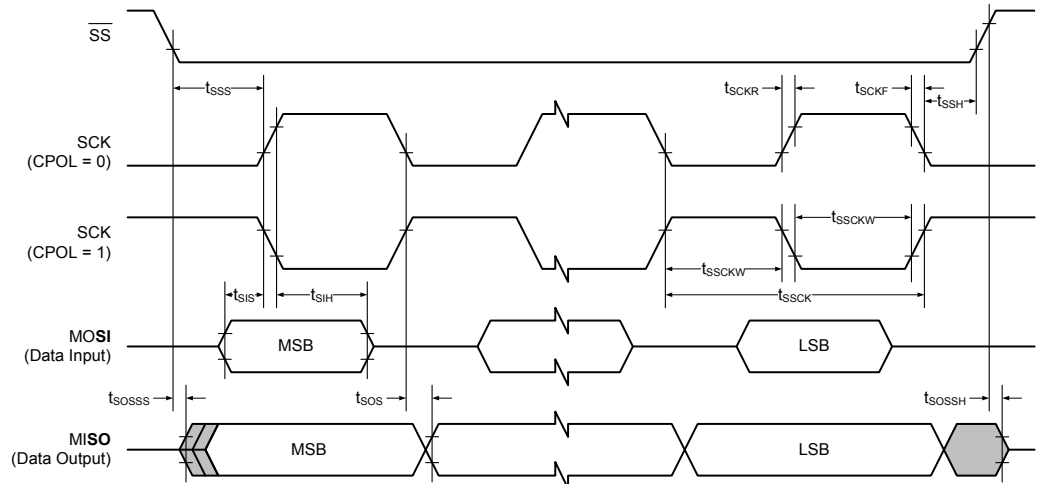 SS
tSSS
tSCKR
tSCKF
tSSH
SCK
(CPOL = 0)
SCK
(CPOL = 1)
tSSCKW
tSSCKW
tSSCK
tSIS
tSIH
MOSI
(Data Input)
MSB
LSB
tSOSSS
tSOS
tSOSSH
MISO
(Data Output)
MSB
LSB